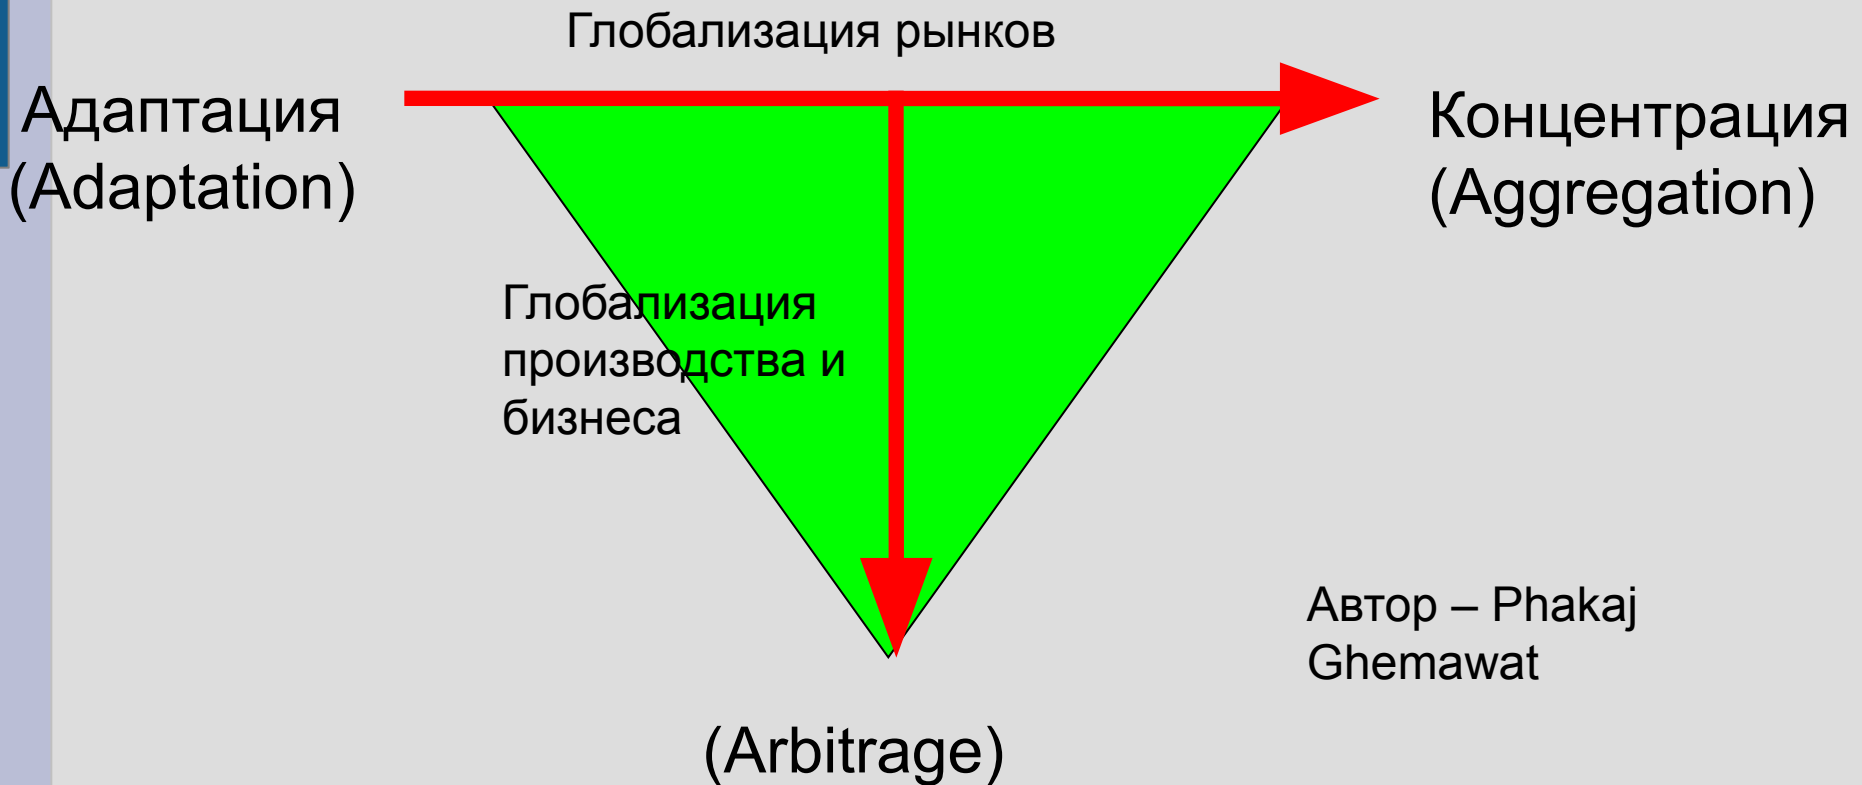 Глобализация рынков
Адаптация
(Adaptation)
Концентрация
(Aggregation)
Глобализация
производства и
бизнеса
Автор – Phakaj
Ghemawat
(Arbitrage)